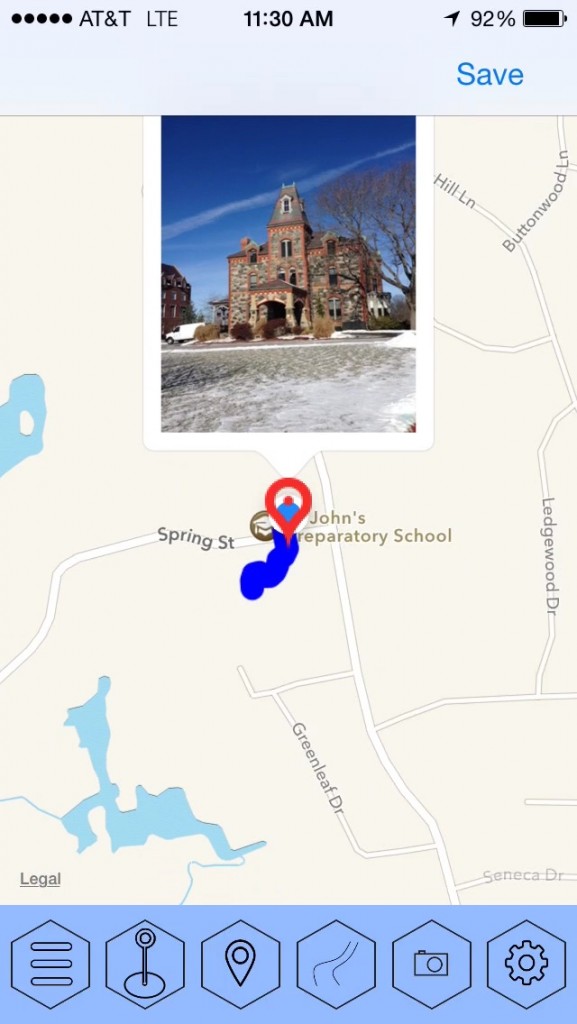 AT&T LTE 11:30 AM 92%
Save
Hill Ln
Buttonwood Ln
John's
reparatory School
Spring St
Ledgewood Dr
Greenleaf Dr
Seneca Dr
Legal